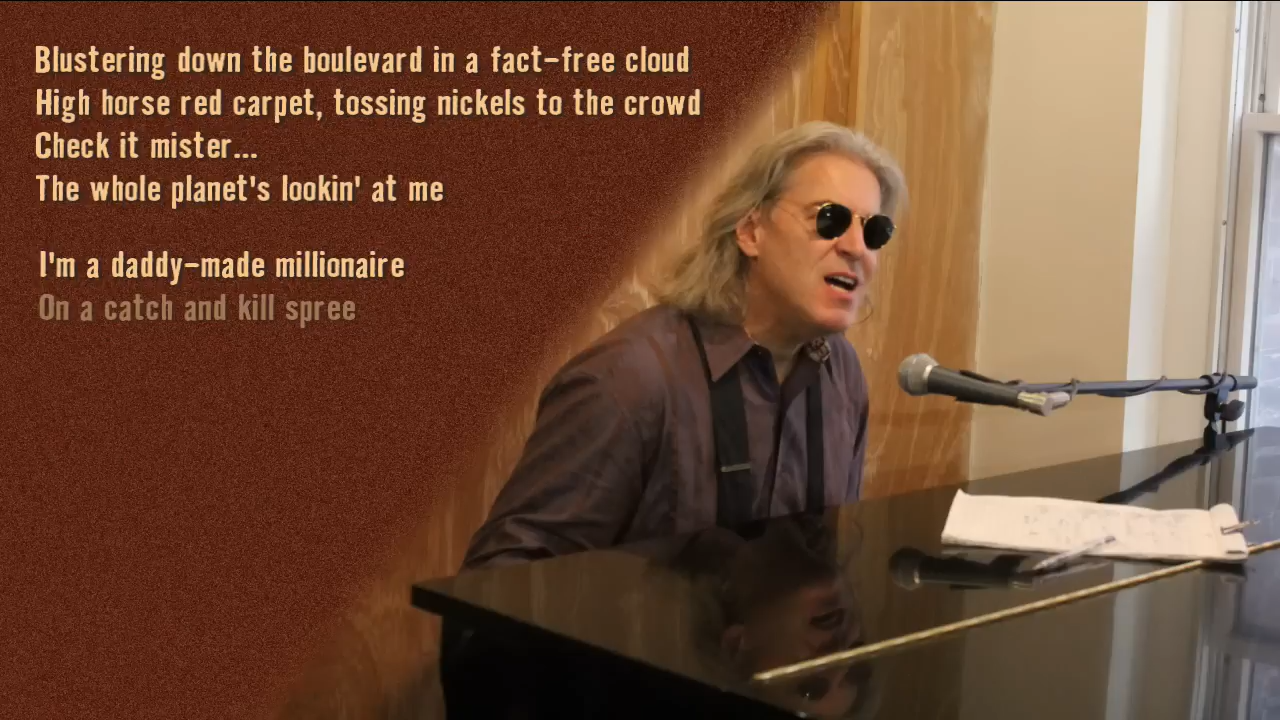 Blustering down the boulevard in a fact-free cloud
High horse red carpet, tossing nickels to the crowd
Check it mister...
The whole planet's lookin' at me
I'm a daddy-made millionaire
On a catch and kill spree